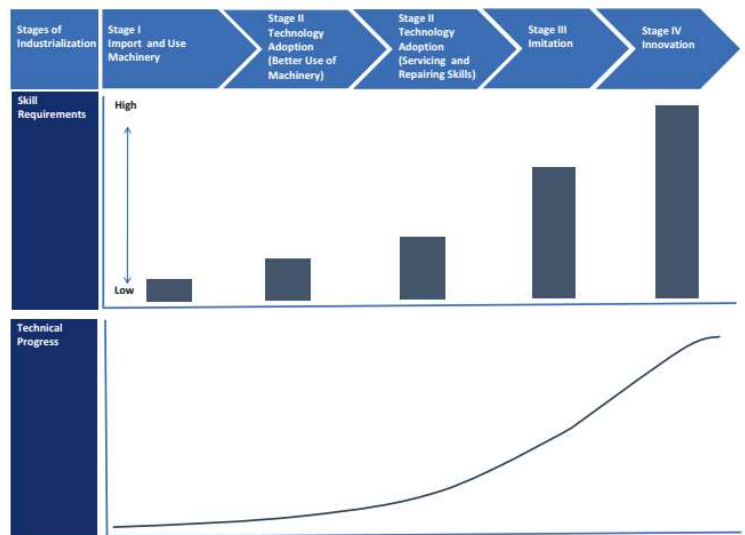 Stages of
Industrialization
Stage I
Import and Use
Machinery
Stage II
Technology
Adoption
(Better Use of
Machinery)
Stage II
Technology
Adoption
(Servicing and
Repairing Skills)
Stage III
Imitation
Stage IV
Innovation
Skill
Requirements
High
Low
Technical
Progress